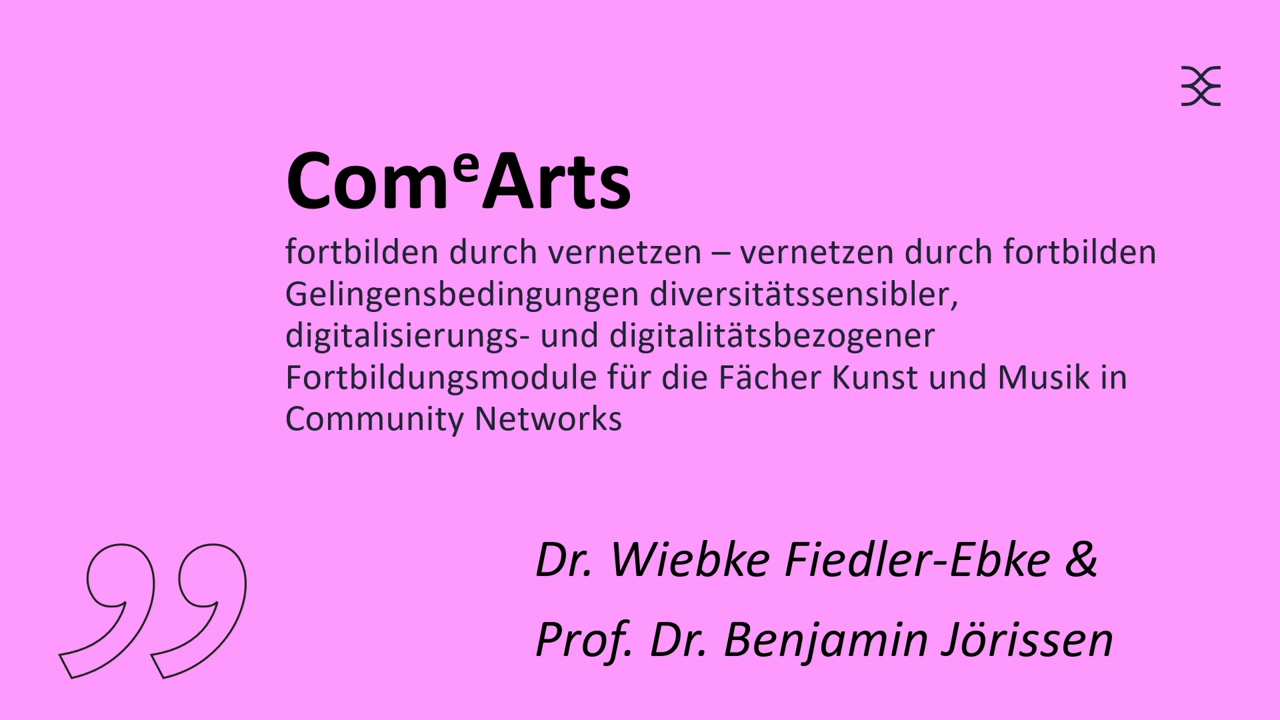 ComᵉArts
fortbilden durch vernetzen – vernetzen durch fortbilden
Gelingensbedingungen diversitätssensibler,
digitalisierungs- und digitalitätsbezogener
Fortbildungsmodule für die Fächer Kunst und Musik in
Community Networks
Dr. Wiebke Fiedler-Ebke &
Prof. Dr. Benjamin Jörissen